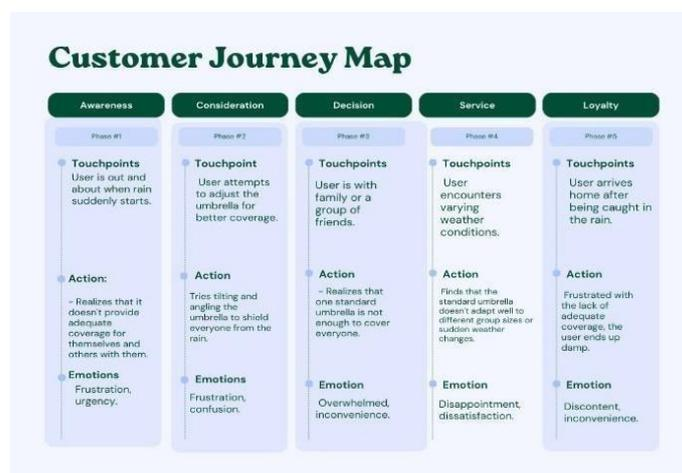 Customer Journey Map
Awareness
Consideration
Decision
Service
Loyalty
Phase #1
Phase #2
Phase #3
Phase #4
Phase #5
Touchpoints
User is out and
about when rain
suddenly starts.
Action:
- Realizes that it
doesn't provide
adequate
coverage for
themselves and
others with them.
Emotions
Frustration,
urgency.
Touchpoint
User attempts
to adjust the
umbrella for
better coverage.
Action
Tries tilting and
angling the
umbrella to shield
everyone from the
rain.
Emotions
Frustration,
confusion.
Touchpoints
User is with
family or a
group of
friends.
Action
- Realizes that
one standard
umbrella is not
enough to cover
everyone.
Emotion
Overwhelmed,
inconvenience.
Touchpoints
User
encounters
varying
weather
conditions.
Action
Finds that the
standard umbrella
doesn't adapt well to
different group sizes or
sudden weather
changes.
Emotion
Disappointment,
dissatisfaction.
Touchpoints
User arrives
home after
being caught in
the rain.
Action
Frustrated with
the lack of
adequate
coverage, the
user ends up
damp.
Emotion
Discontent,
inconvenience.